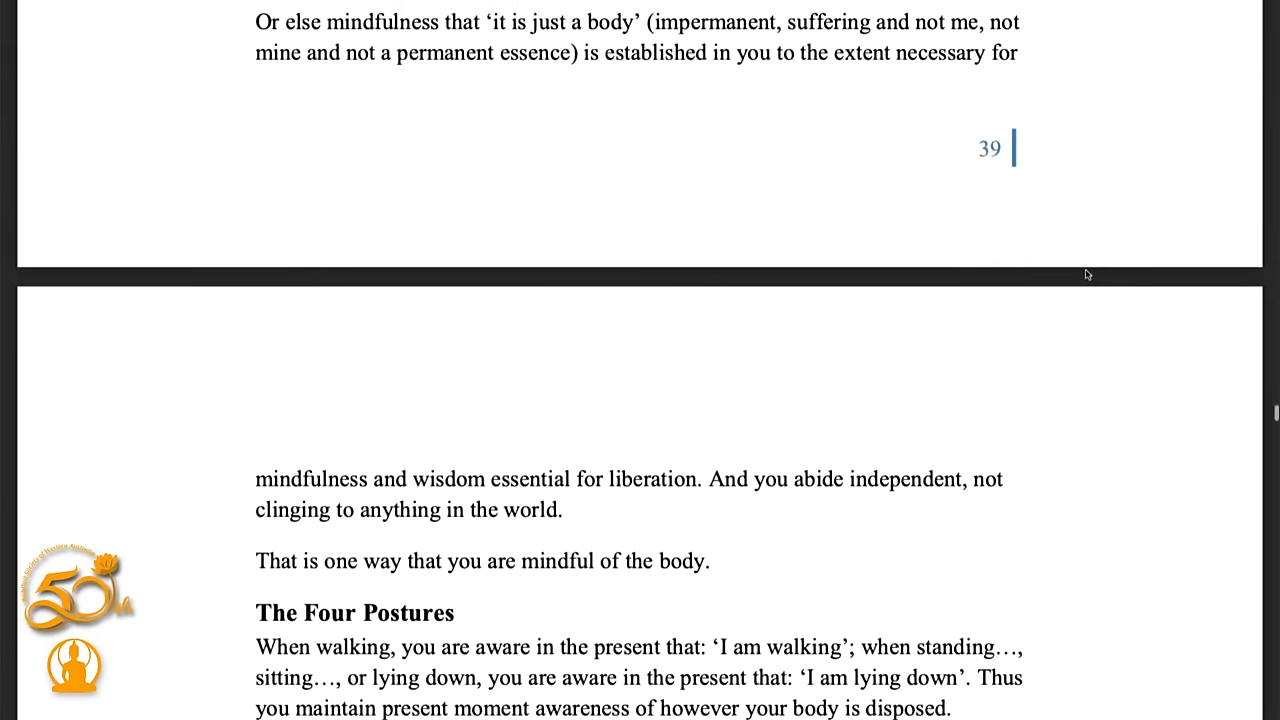 Or else mindfulness that ‘it is just a body’ (impermanent, suffering and not me, not
mine and not a permanent essence) is established in you to the extent necessary for
39
mindfulness and wisdom essential for liberation. And you abide independent, not
clinging to anything in the world.
That is one way that you are mindful of the body.
The Four Postures
When walking, you are aware in the present that: ‘I am walking’; when standing…,
sitting…, or lying down, you are aware in the present that: ‘I am lying down’. Thus
you maintain present moment awareness of however your body is disposed.
Society of Western
50th